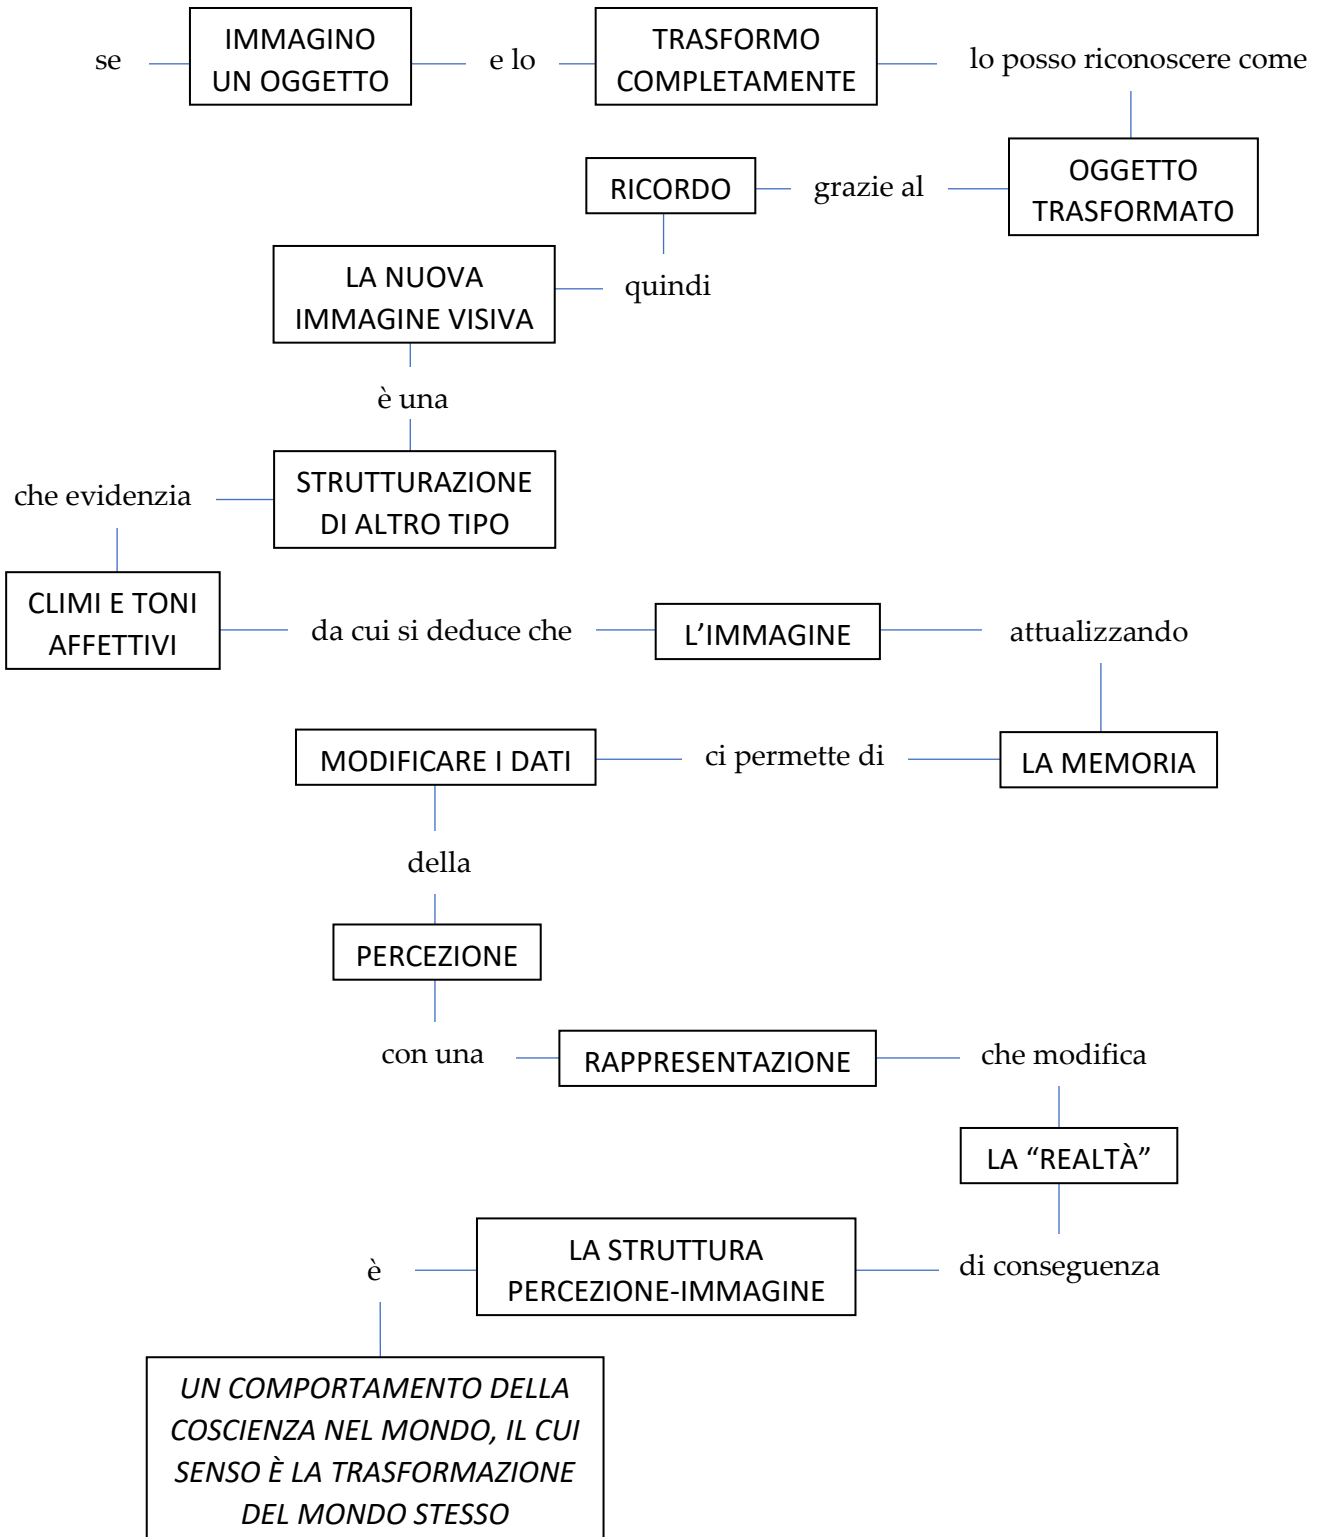 se
IMMAGINO
UN OGGETTO
e lo
TRASFORMO
COMPLETAMENTE
lo posso riconoscere come
OGGETTO
TRASFORMATO
grazie al
RICORDO
quindi
LA NUOVA
IMMAGINE VISIVA
è una
STRUTTURAZIONE
DI ALTRO TIPO
che evidenzia
CLIMI E TONI
AFFETTIVI
da cui si deduce che
L’IMMAGINE
attualizzando
LA MEMORIA
ci permette di
MODIFICARE I DATI
della
PERCEZIONE
con una
RAPPRESENTAZIONE
che modifica
LA “REALTÀ”
di conseguenza
LA STRUTTURA
PERCEZIONE-IMMAGINE
è
UN COMPORTAMENTO DELLA
COSCIENZA NEL MONDO, IL CUI
SENSO È LA TRASFORMAZIONE
DEL MONDO STESSO